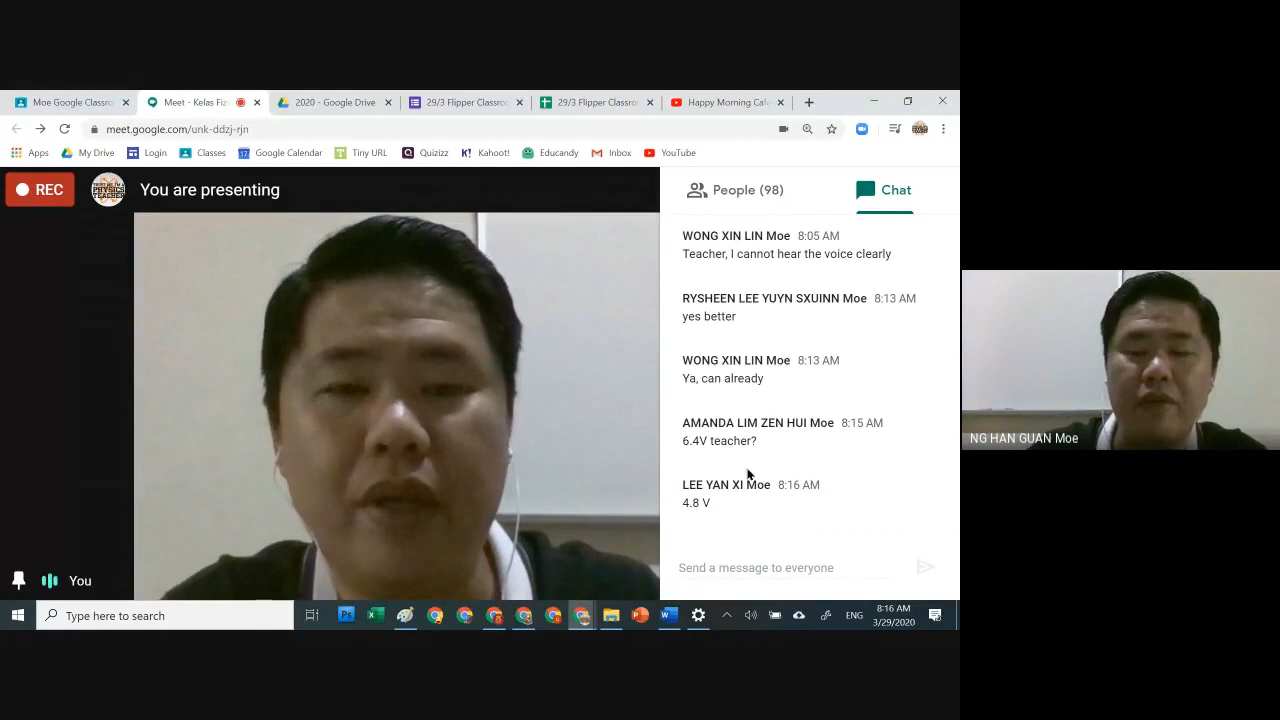 Moe Google Classro
Meet - Kelas Fiz
2020 - Google Drive
29/3 Flipper Classro
29/3 Flipper Classro
Happy Morning Cafe
meet.google.com/unk-ddzj-rjn
Apps
My Drive
Login
Classes
Google Calendar
Tiny URL
Quizizz
Kahoot!
Educandy
Inbox
YouTube
REC
You are presenting
People (98)
Chat
WONG XIN LIN Moe 8:05 AM
Teacher, I cannot hear the voice clearly
RYSHEEN LEE YUYN SXUINN Moe 8:13 AM
yes better
WONG XIN LIN Moe 8:13 AM
Ya, can already
AMANDA LIM ZEN HUI Moe 8:15 AM
6.4V teacher?
LEE YAN XI Moe 8:16 AM
4.8 V
Send a message to everyone
You
NG HAN GUAN Moe
Type here to search
ENG
8:16 AM
3/29/2020